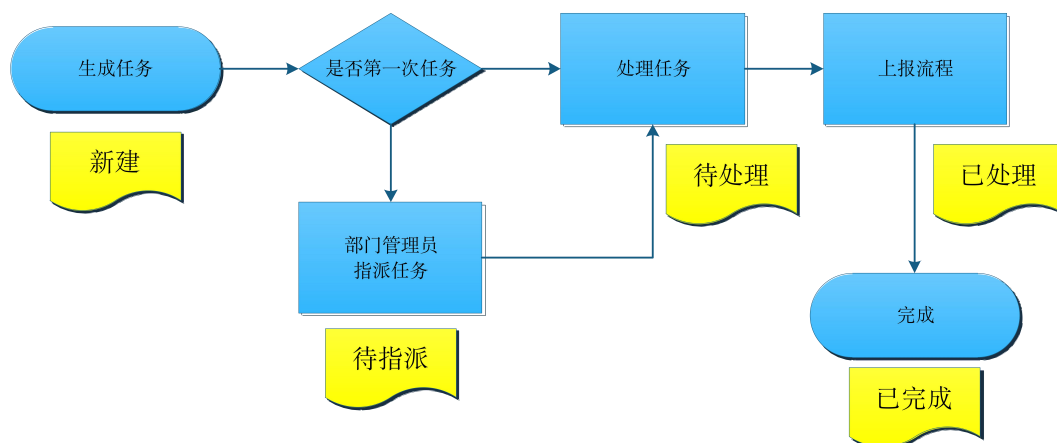 生成任务
是否第一次任务
处理任务
上报流程
新建
待处理
已处理
部门管理员
指派任务
完成
待指派
已完成